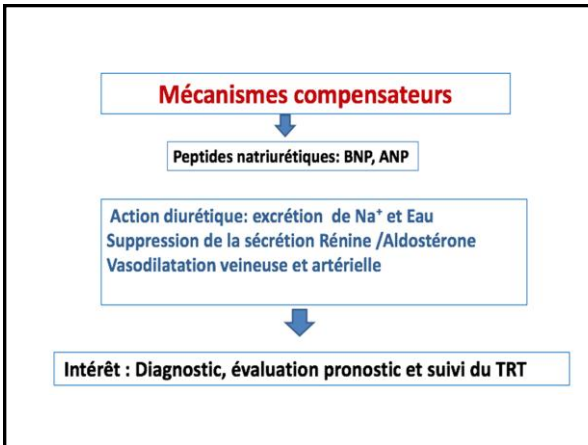 Mécanismes compensateurs
Peptides natriurétiques: BNP, ANP
Action diurétique: excrétion de Na⁺ et Eau
Suppression de la sécrétion Rénine /Aldostérone
Vasodilatation veineuse et artérielle
Intérêt : Diagnostic, évaluation pronostic et suivi du TRT